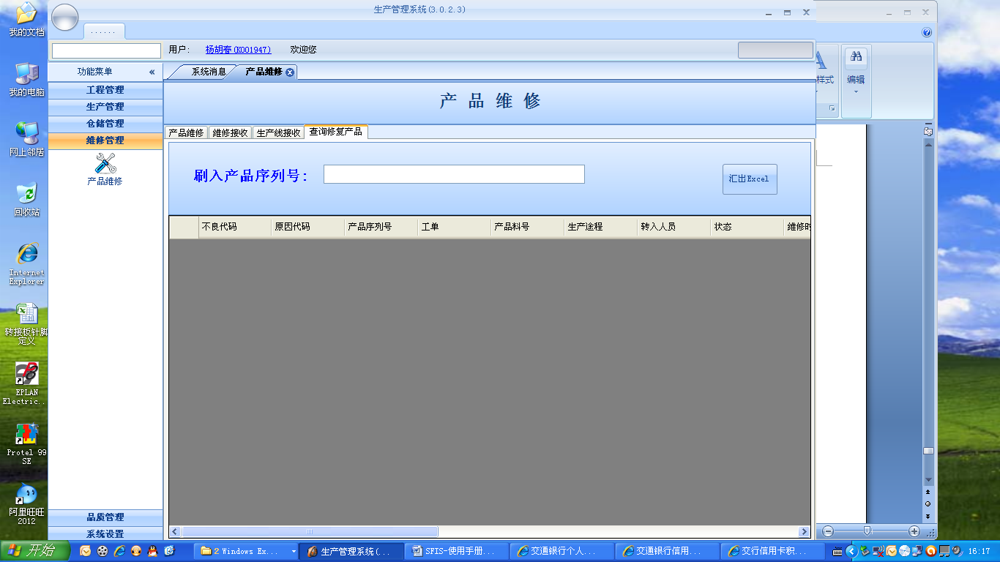 我的文档
我的电脑
网上邻居
回收站
Internet
Explorer
转接板针脚
定义
EPLAN
Electric..
Protel 99
SE
阿里旺旺
2012
生产管理系统(3.0.2.3)
......
用户: 杨胡春(K001947) 欢迎您
功能菜单 «
工程管理
生产管理
仓储管理
维修管理
产品维修
品质管理
系统设置
系统消息 产品维修
产 品 维 修
产品维修 维修接收 生产线接收 查询修复产品
刷入产品序列号:
汇出Excel
不良代码 原因代码 产品序列号 工单 产品料号 生产途程 转入人员 状态 维修时
样式
编辑
开始
2 Windows Ex...
生产管理系统(...
SFIS-使用手册...
交通银行个人...
交通银行信用...
交行信用卡积...
16:17